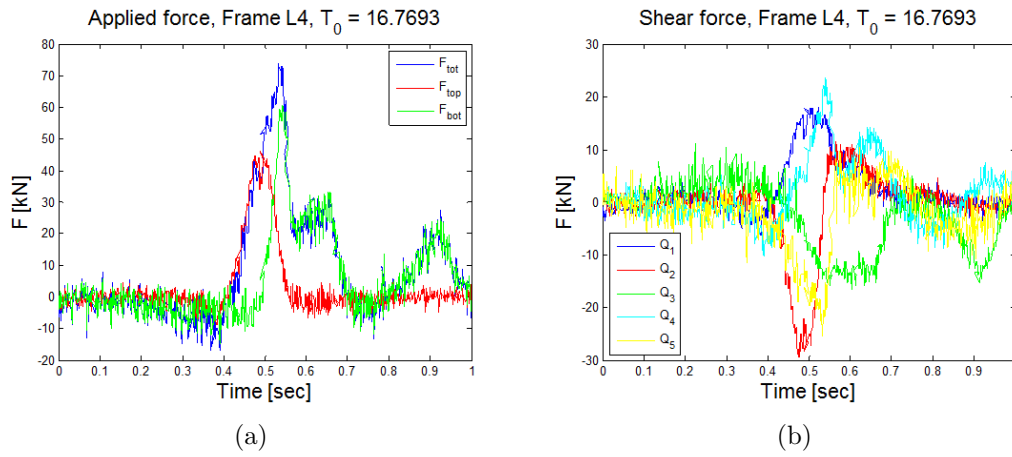 Applied force, Frame L4, T0 = 16.7693
80
70
60
50
40
30
20
10
0
-10
-20
F [kN]
Ftot
Ftop
Fbot
0 0.1 0.2 0.3 0.4 0.5 0.6 0.7 0.8 0.9 1
Time [sec]
(a)
Shear force, Frame L4, T0 = 16.7693
30
20
10
0
-10
-20
-30
F [kN]
Q1
Q2
Q3
Q4
Q5
0 0.1 0.2 0.3 0.4 0.5 0.6 0.7 0.8 0.9
Time [sec]
(b)